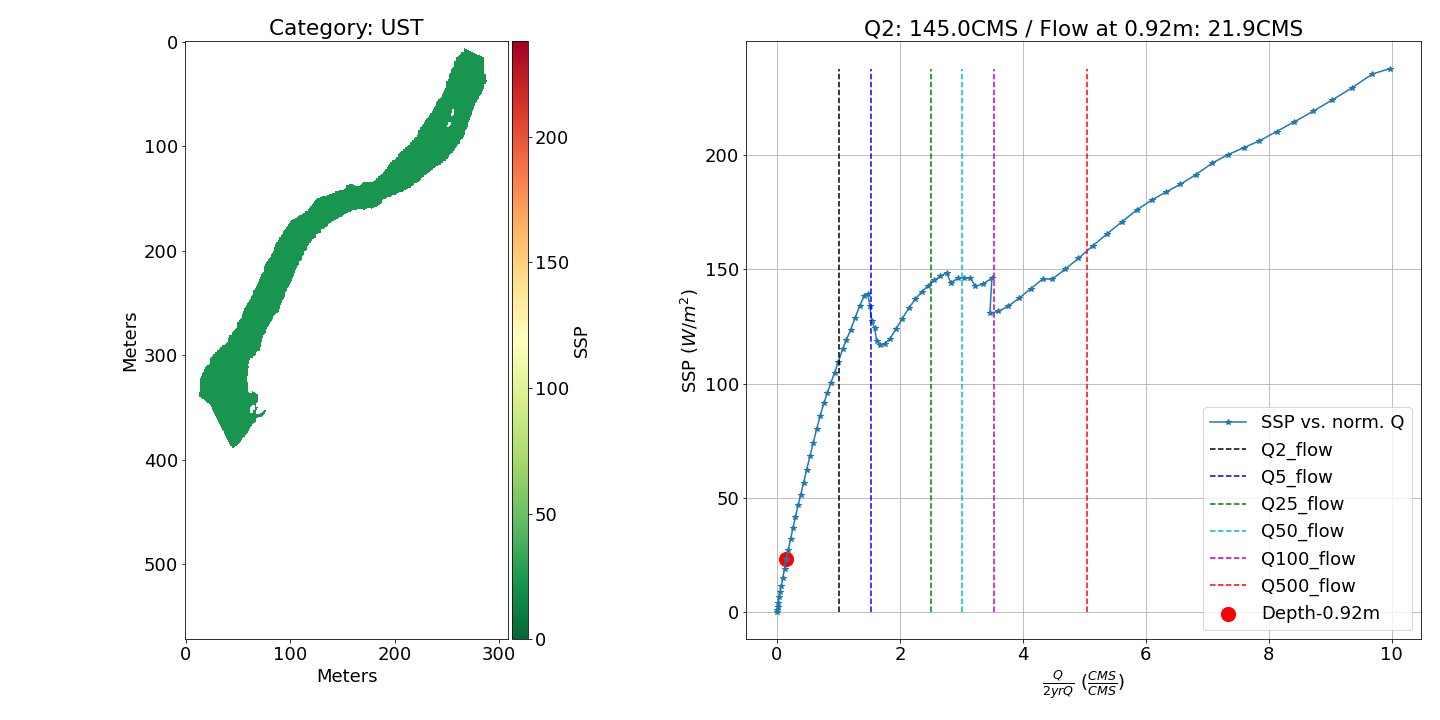 Category: UST
0
100
200
300
400
500
Meters
0
100
200
300
Meters
200
150
100
50
0
SSP
Q2: 145.0CMS / Flow at 0.92m: 21.9CMS
200
150
100
50
0
SSP (W/m²)
0
2
4
6
8
10
Q/2yrQ (CMS/CMS)
SSP vs. norm. Q
Q2_flow
Q5_flow
Q25_flow
Q50_flow
Q100_flow
Q500_flow
Depth-0.92m